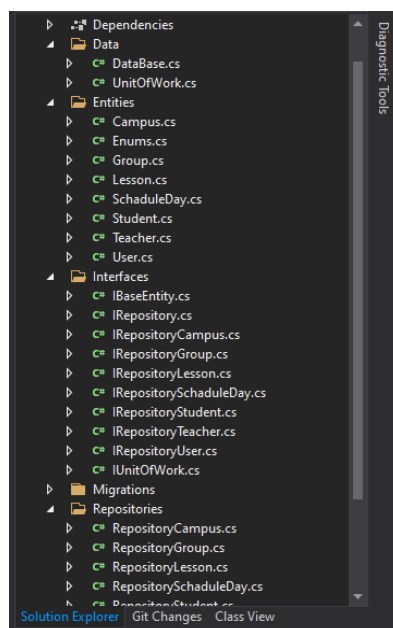 Dependencies
Data
C# DataBase.cs
C# UnitOfWork.cs
Entities
C# Campus.cs
C# Enums.cs
C# Group.cs
C# Lesson.cs
C# SchaduleDay.cs
C# Student.cs
C# Teacher.cs
C# User.cs
Interfaces
C# IBaseEntity.cs
C# IRepository.cs
C# IRepositoryCampus.cs
C# IRepositoryGroup.cs
C# IRepositoryLesson.cs
C# IRepositorySchaduleDay.cs
C# IRepositoryStudent.cs
C# IRepositoryTeacher.cs
C# IRepositoryUser.cs
C# IUnitOfWork.cs
Migrations
Repositories
C# RepositoryCampus.cs
C# RepositoryGroup.cs
C# RepositoryLesson.cs
C# RepositorySchaduleDay.cs
C# RepositoryStudent.cs
Solution Explorer Git Changes Class View
Diagnostic Tools